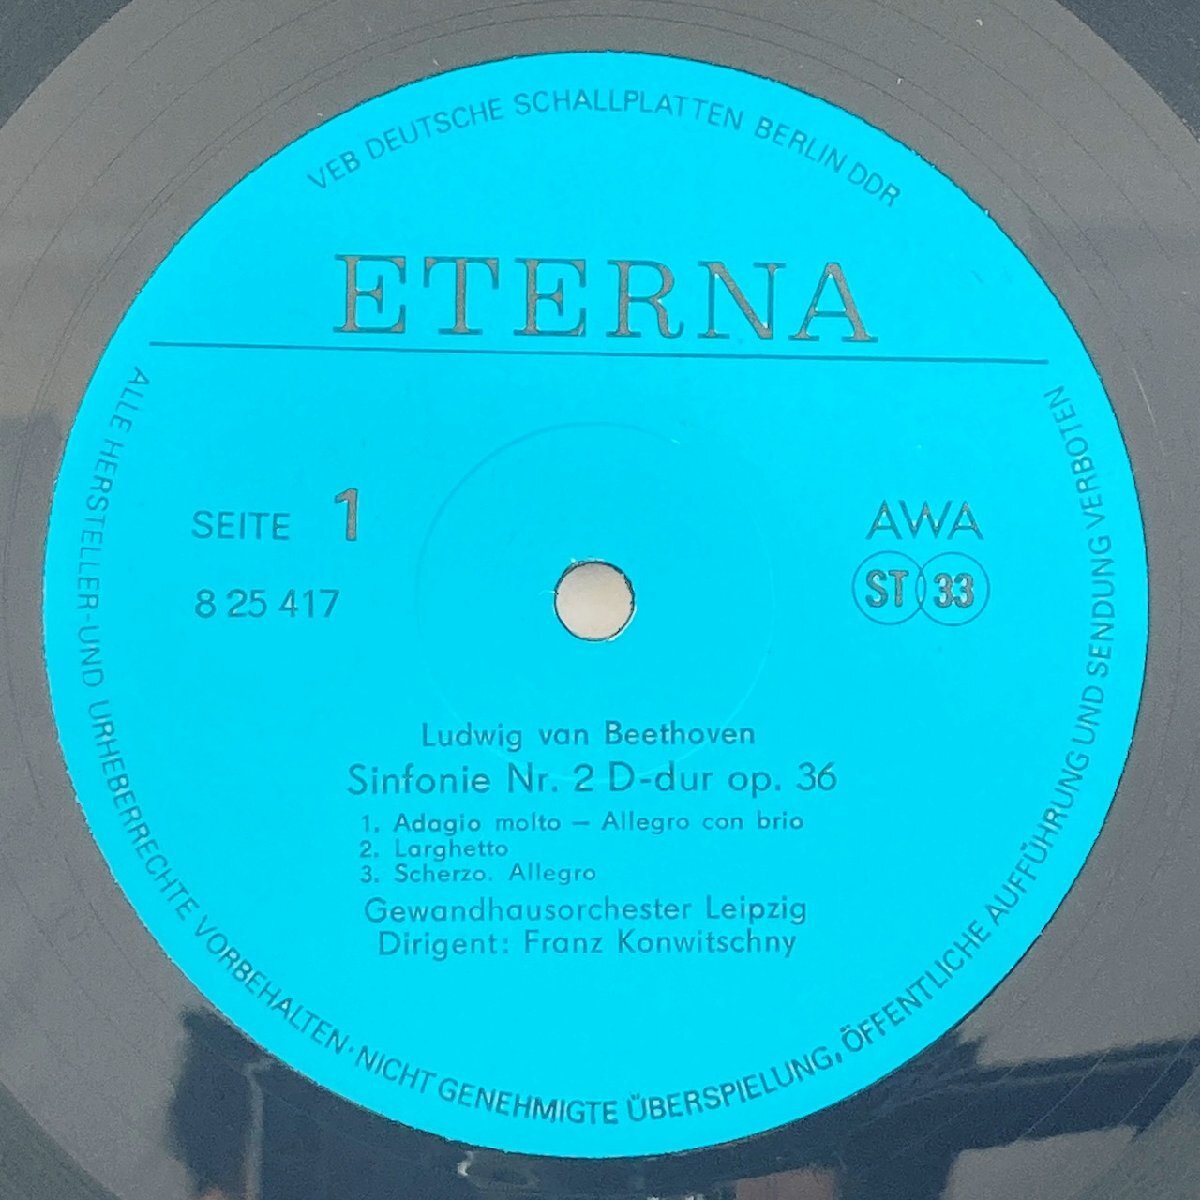 VEB DEUTSCHE SCHALLPLATTEN BERLIN DDR
ETERNA
SEITE 1
8 25 417
AWA
ST 33
Ludwig van Beethoven
Sinfonie Nr. 2 D-dur op. 36
1. Adagio molto – Allegro con brio
2. Larghetto
3. Scherzo. Allegro
Gewandhausorchester Leipzig
Dirigent: Franz Konwitschny
ALLE HERSTELLER-UND URHEBERRECHTE VORBEHALTEN · NICHT GENEHMIGTE ÜBERSPIELUNG, ÖFFENTLICHE AUFFÜHRUNG UND SENDUNG VERBOTEN